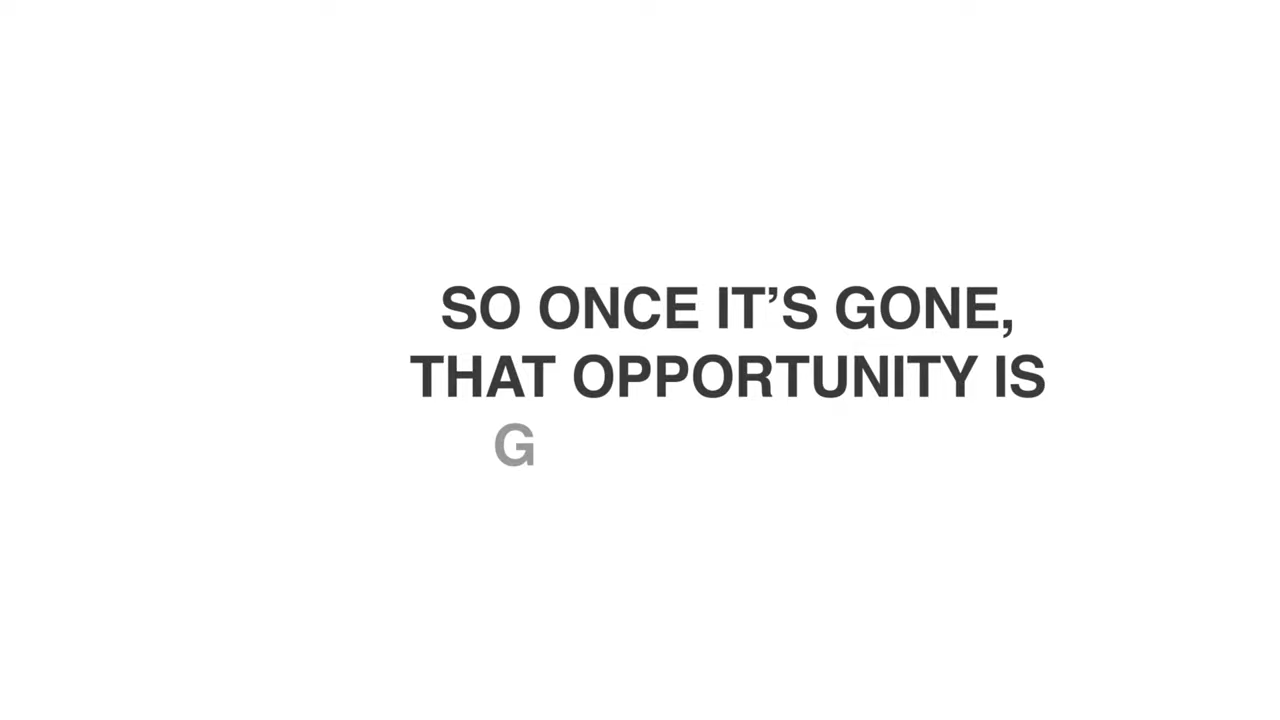 SO ONCE IT’S GONE,
THAT OPPORTUNITY IS
G